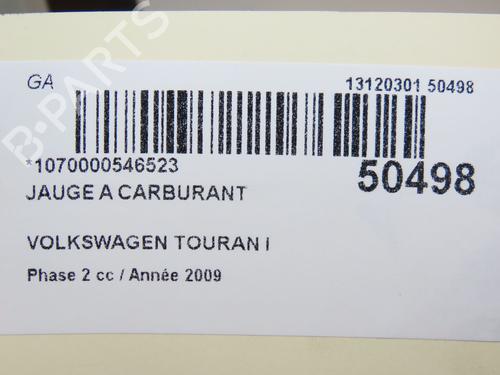 GA
13120301 50498
*1070000546523
50498
JAUGE A CARBURANT
VOLKSWAGEN TOURAN I
Phase 2 cc / Année 2009
B-PARTS